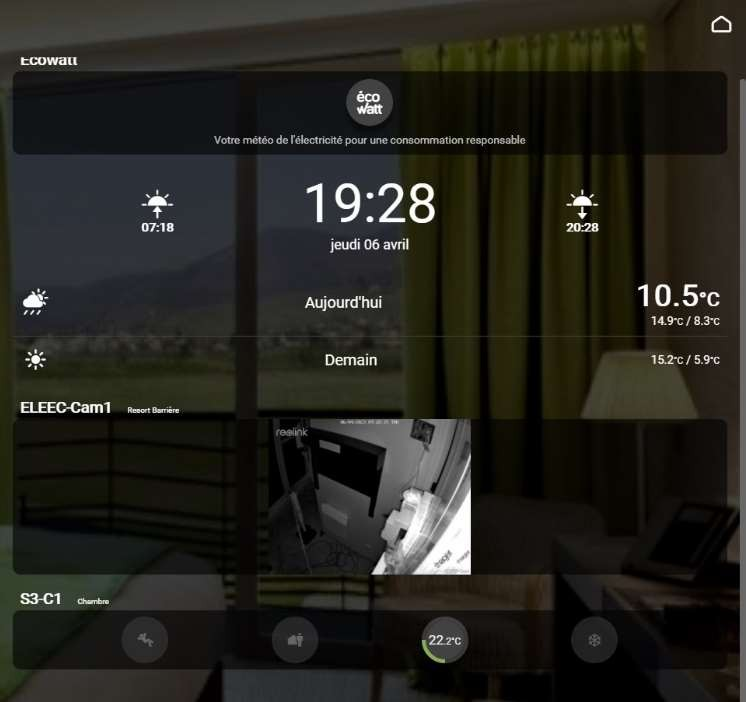 Ecowatt
éco
watt
Votre météo de l'électricité pour une consommation responsable
19:28
07:18
20:28
jeudi 06 avril
Aujourd'hui
10.5°C
14.9°C / 8.3°C
Demain
15.2°C / 5.9°C
ELEEC-Cam1 Resort Barrière
reolink
S3-C1 Chambre
22.2°C